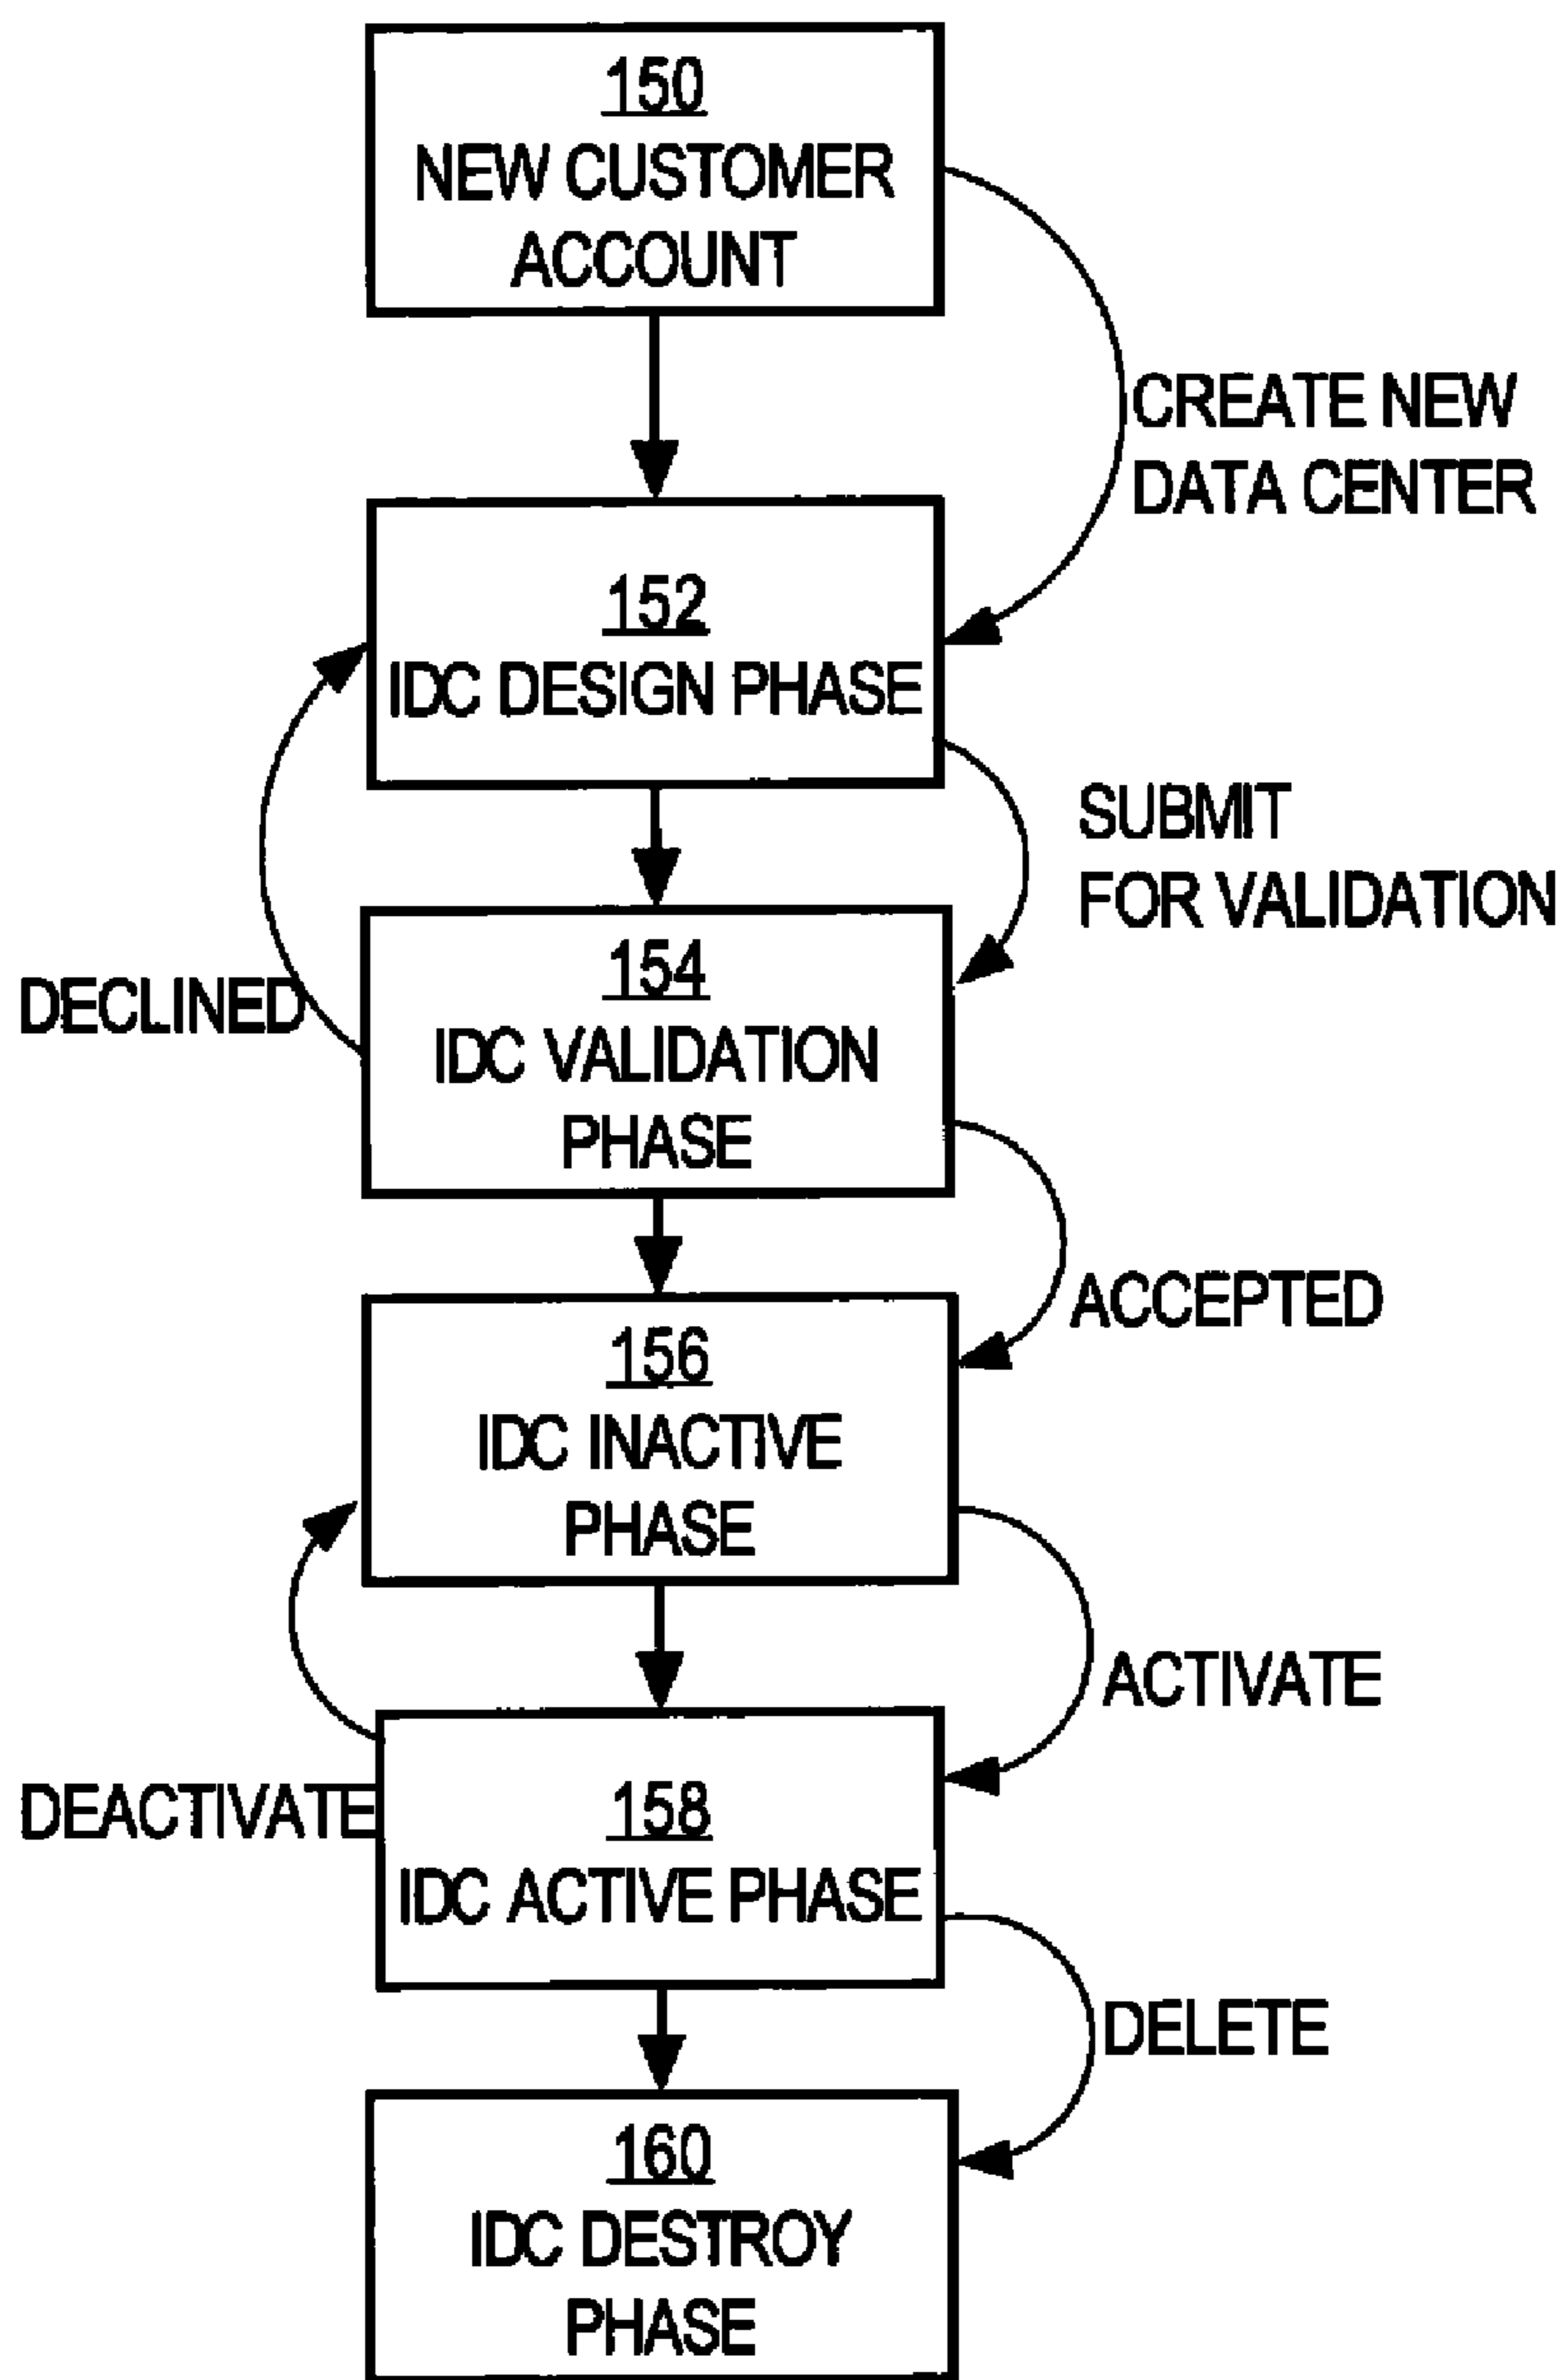 150
NEW CUSTOMER
ACCOUNT
CREATE NEW
DATA CENTER
152
IDC DESIGN PHASE
SUBMIT
FOR VALIDATION
DECLINED
154
IDC VALIDATION
PHASE
ACCEPTED
156
IDC INACTIVE
PHASE
ACTIVATE
DEACTIVATE
158
IDC ACTIVE PHASE
DELETE
160
IDC DESTROY
PHASE